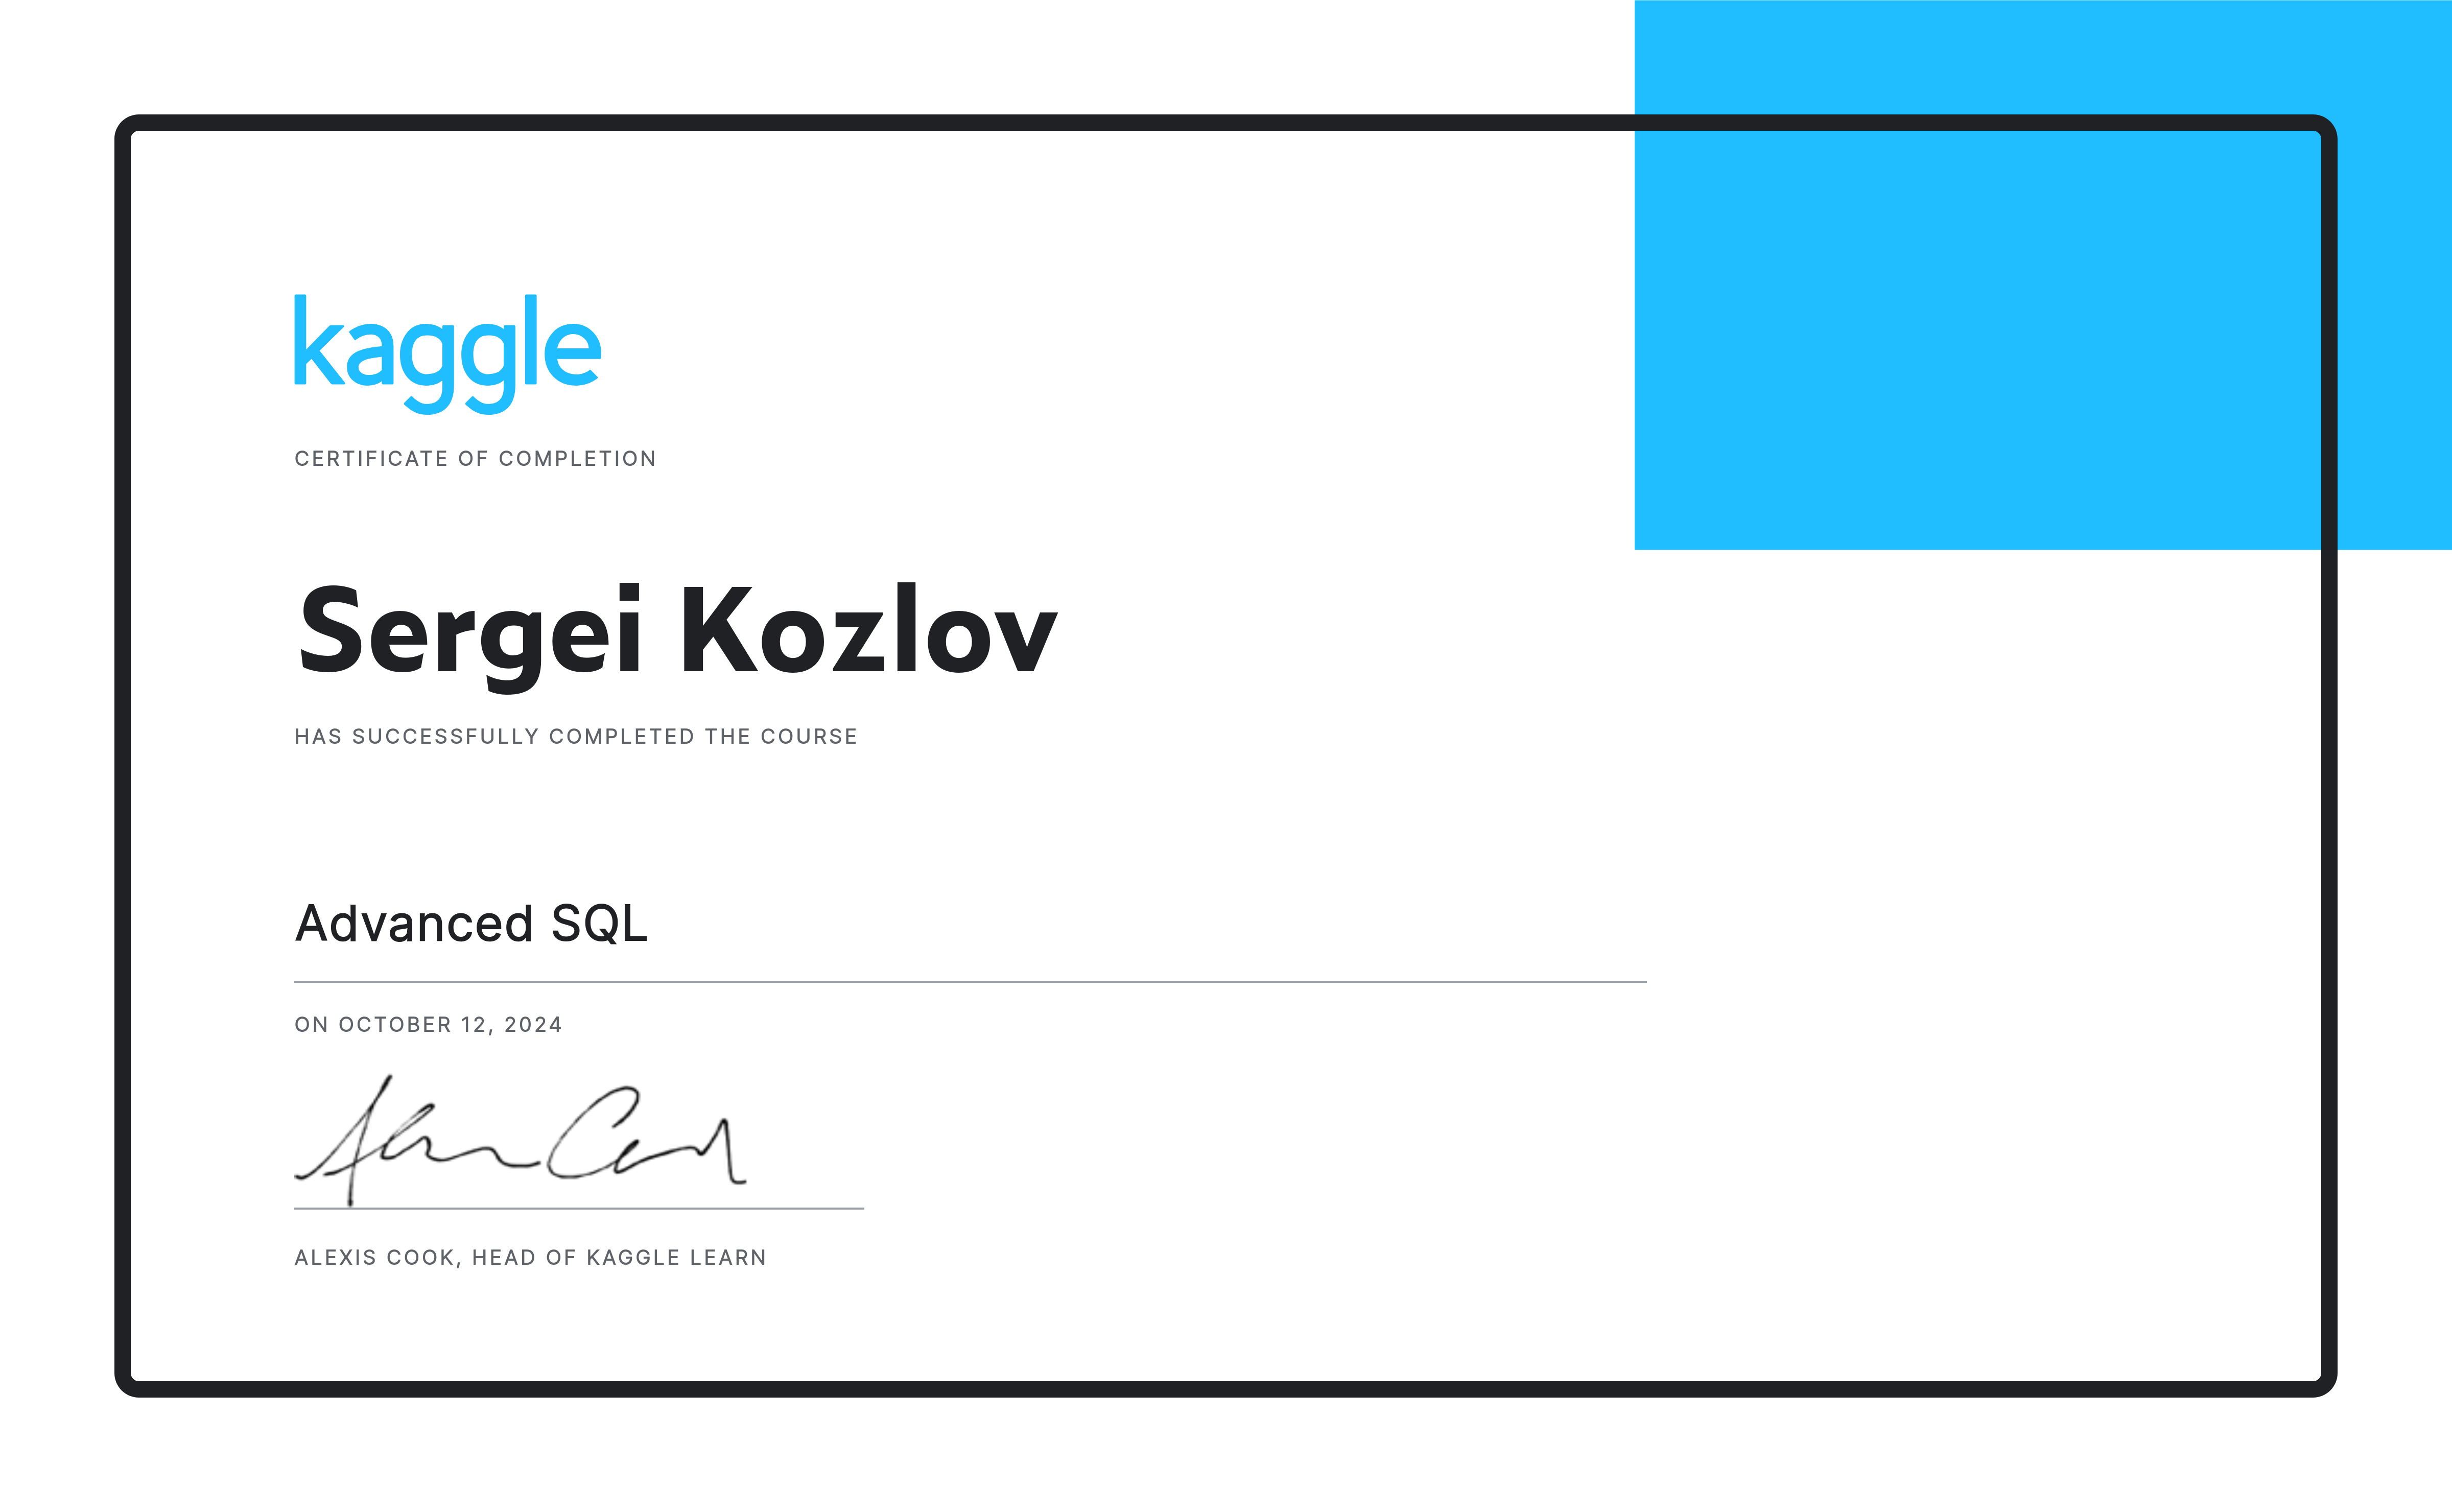 kaggle
CERTIFICATE OF COMPLETION
Sergei Kozlov
HAS SUCCESSFULLY COMPLETED THE COURSE
Advanced SQL
ON OCTOBER 12, 2024
ALEXIS COOK, HEAD OF KAGGLE LEARN